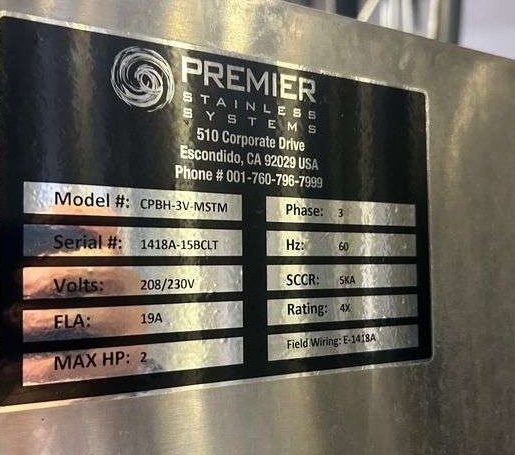 PREMIER
STAINLESS
SYSTEMS
510 Corporate Drive
Escondido, CA 92029 USA
Phone # 001-760-796-7999
Model #: CPBH-3V-MSTM
Serial #: 1418A-15BCLT
Volts: 208/230V
FLA: 19A
MAX HP: 2
Phase: 3
Hz: 60
SCCR: 5KA
Rating: 4X
Field Wiring: E-1418A